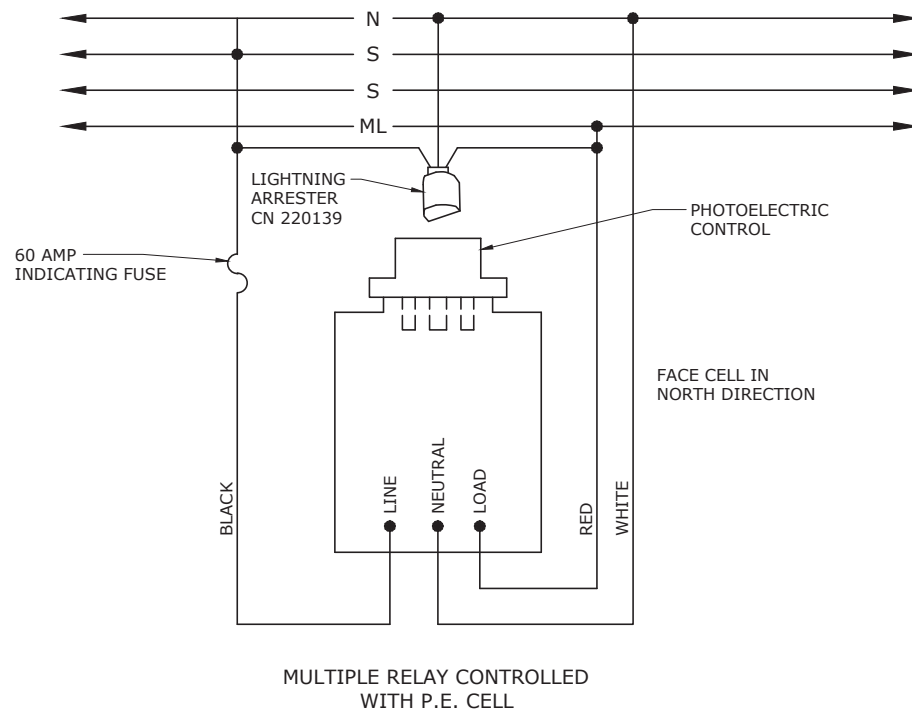 N
S
S
ML
LIGHTNING
ARRESTER
CN 220139
PHOTOELECTRIC
CONTROL
60 AMP
INDICATING FUSE
FACE CELL IN
NORTH DIRECTION
BLACK
LINE
NEUTRAL
LOAD
RED
WHITE
MULTIPLE RELAY CONTROLLED
WITH P.E. CELL